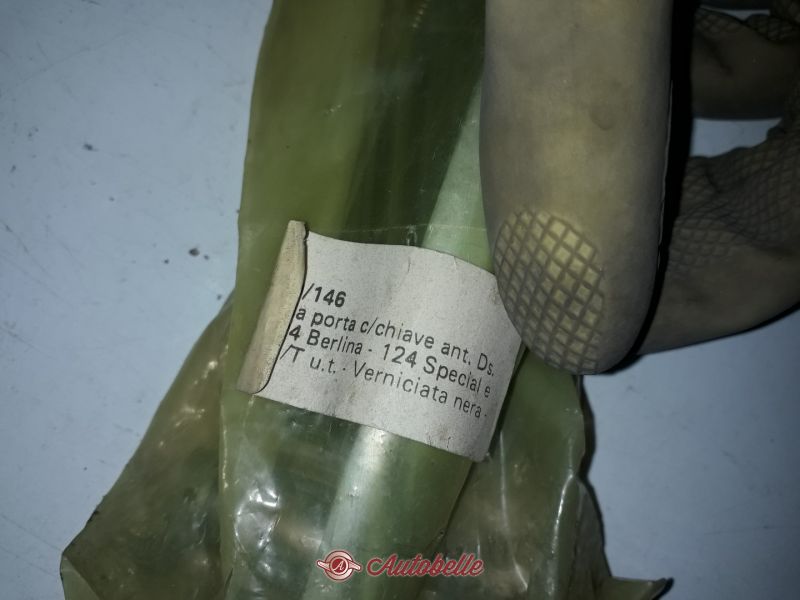 /146
a porta c/chiave ant. Ds.
4 Berlina - 124 Special e
/T u.t. - Verniciata nera -
Autobelle